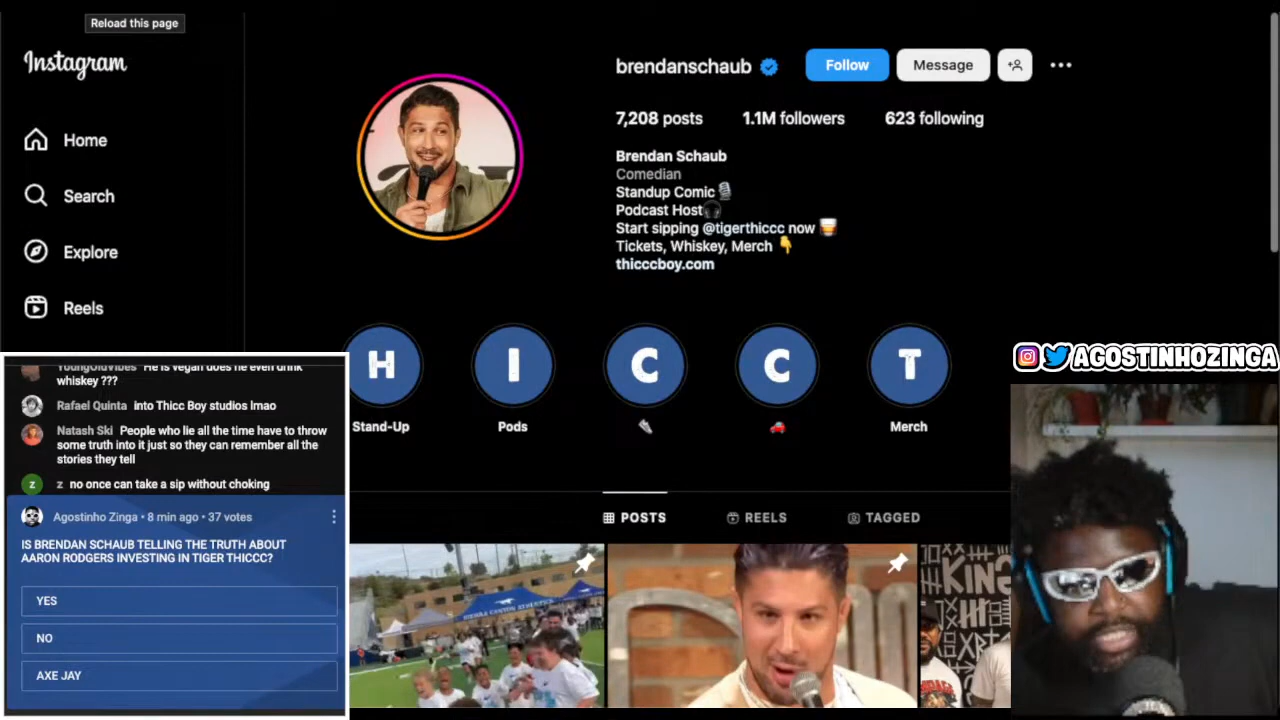 Reload this page
Instagram
Home
Search
Explore
Reels
brendanschaub
Follow
Message
7,208 posts
1.1M followers
623 following
Brendan Schaub
Comedian
Standup Comic
Podcast Host
Start sipping @tigerthiccc now
Tickets, Whiskey, Merch
thicccboy.com
H
I
C
C
T
Stand-Up
Pods
Merch
POSTS
REELS
TAGGED
YoungOldVibes He is vegan does he even drink
whiskey ???
Rafael Quinta into Thicc Boy studios lmao
Natash Ski People who lie all the time have to throw
some truth into it just so they can remember all the
stories they tell
z
z no once can take a sip without choking
Agostinho Zinga • 8 min ago • 37 votes
IS BRENDAN SCHAUB TELLING THE TRUTH ABOUT
AARON RODGERS INVESTING IN TIGER THICCC?
YES
NO
AXE JAY
AGOSTINHOZINGA
KING